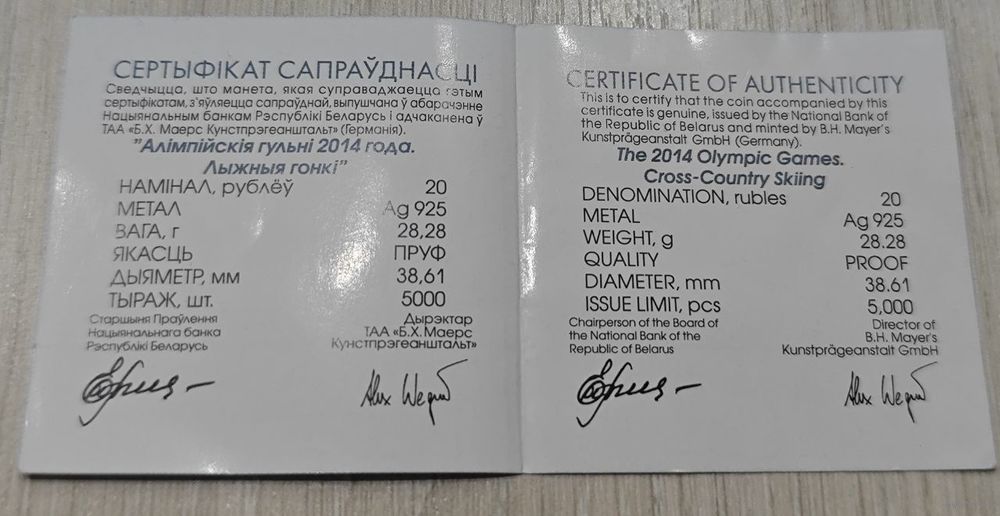 СЕРТЫФІКАТ САПРАЎДНАСЦІ
Сведчыцца, што манета, якая суправаджаецца гэтым
сертыфікатам, з'яўляецца сапраўднай, выпушчана ў абарачэнне
Нацыянальным банкам Рэспублікі Беларусь і адчаканена ў
ТАА «Б.Х. Маерс Кунстпрэгеаншталът» (Германія).
"Алімпійскія гульні 2014 года.
Лыжныя гонкі"
НАМІНАЛ, рублёў 20
МЕТАЛ Ag 925
ВАГА, г 28,28
ЯКАСЦЬ ПРУФ
ДЫЯМЕТР, мм 38,61
ТЫРАЖ, шт. 5000
Старшыня Праўлення
Нацыянальнага банка
Рэспублікі Беларусь
Дырэктар
ТАА «Б.Х. Маерс
Кунстпрэгеаншталът»
Alex Wegner
CERTIFICATE OF AUTHENTICITY
This is to certify that the coin accompanied by this
certificate is genuine, issued by the National Bank of
the Republic of Belarus and minted by B.H. Mayer's
Kunstprägeanstalt GmbH (Germany).
The 2014 Olympic Games.
Cross-Country Skiing
DENOMINATION, rubles 20
METAL Ag 925
WEIGHT, g 28.28
QUALITY PROOF
DIAMETER, mm 38.61
ISSUE LIMIT, pcs 5,000
Chairperson of the Board of
the National Bank of the
Republic of Belarus
Director of
B.H. Mayer's
Kunstprägeanstalt GmbH